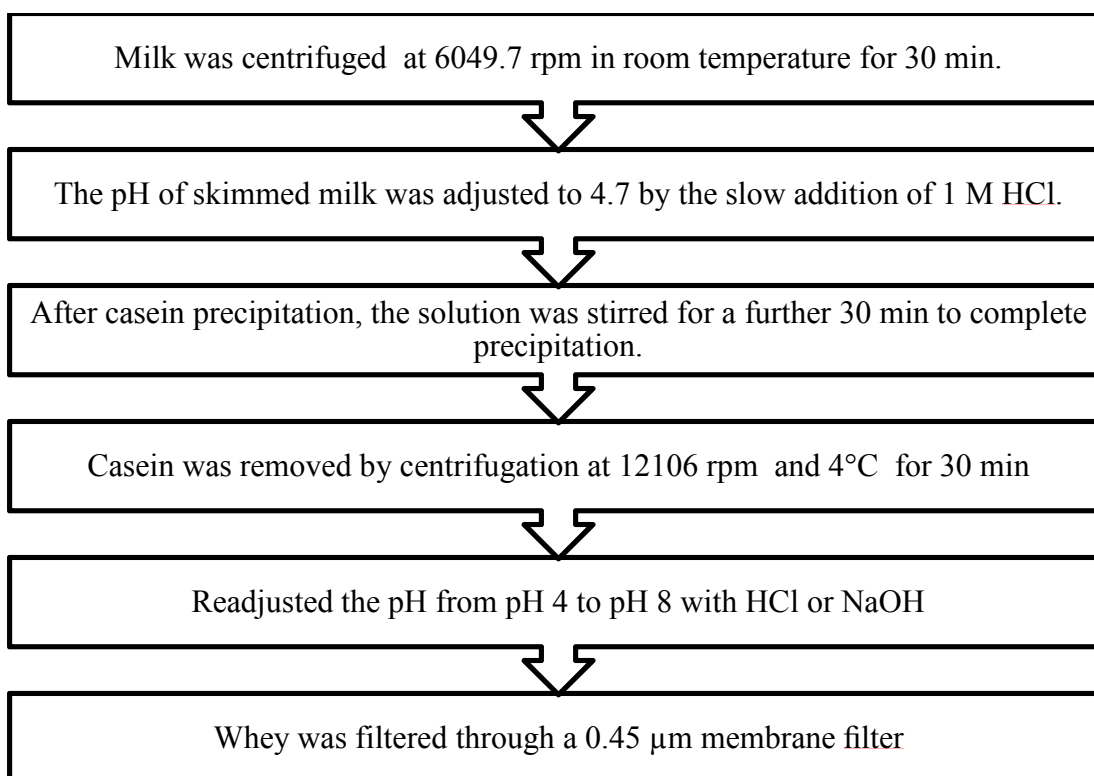 Milk was centrifuged  at 6049.7 rpm in room temperature for 30 min.
The pH of skimmed milk was adjusted to 4.7 by the slow addition of 1 M HCl.
After casein precipitation, the solution was stirred for a further 30 min to complete
precipitation.
Casein was removed by centrifugation at 12106 rpm  and 4°C  for 30 min
Readjusted the pH from pH 4 to pH 8 with HCl or NaOH
Whey was filtered through a 0.45 µm membrane filter